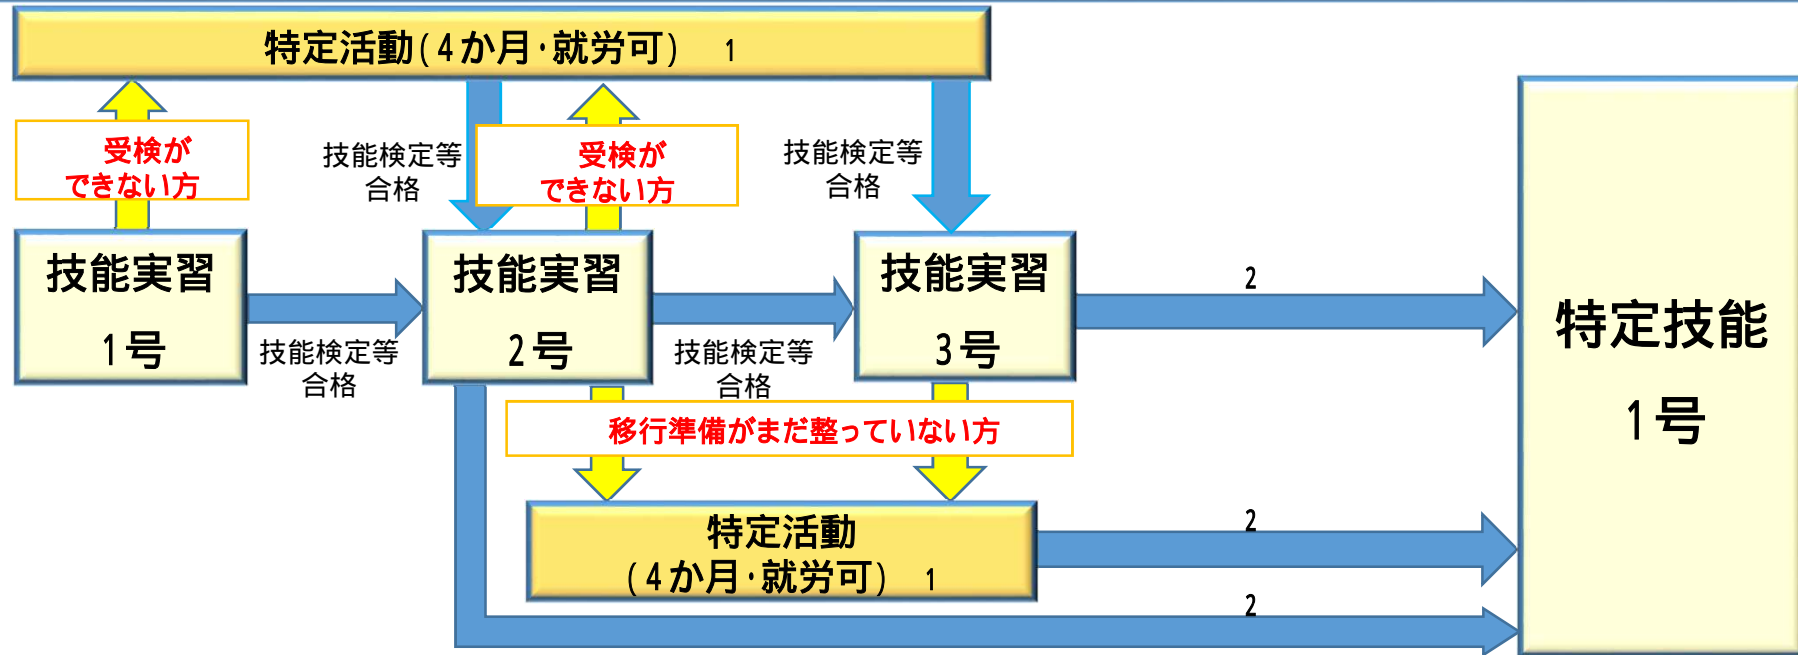 特定活動(4か月・就労可) 1
受検が
できない方
技能検定等
合格
受検が
できない方
技能検定等
合格
技能実習
1号
技能検定等
合格
技能実習
2号
技能検定等
合格
技能実習
3号
2
特定技能
1号
移行準備がまだ整っていない方
特定活動
(4か月・就労可) 1
2
2